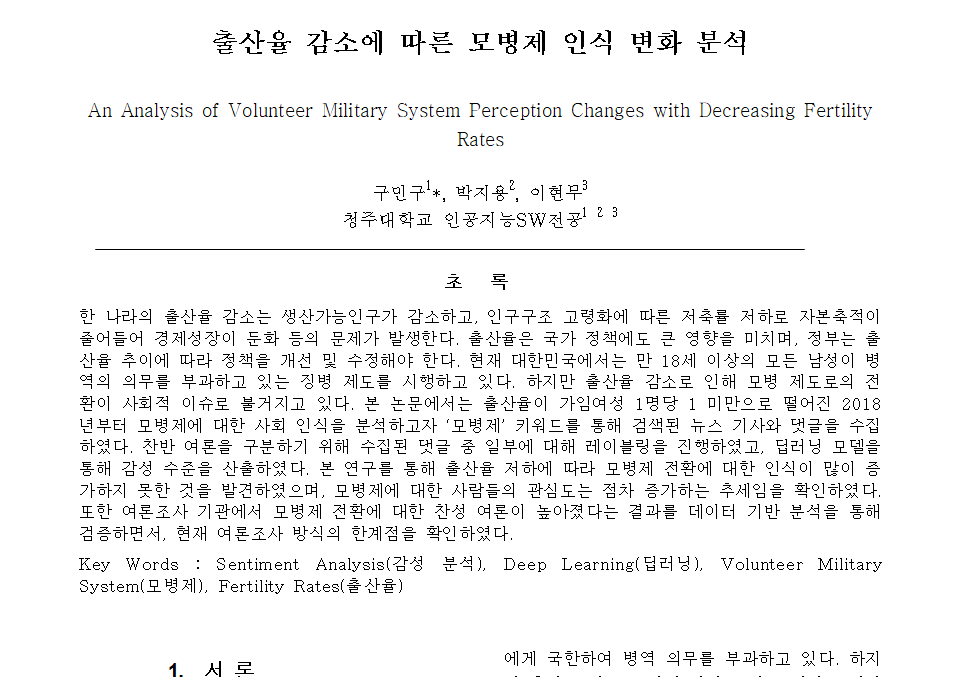 출산율 감소에 따른 모병제 인식 변화 분석
An Analysis of Volunteer Military System Perception Changes with Decreasing Fertility
Rates
구민구1*, 박지용2, 이현무3
청주대학교 인공지능SW전공1 2 3
초 록
한 나라의 출산율 감소는 생산가능인구가 감소하고, 인구구조 고령화에 따른 저축률 저하로 자본축적이
줄어들어 경제성장이 둔화 등의 문제가 발생한다. 출산율은 국가 정책에도 큰 영향을 미치며, 정부는 출
산율 추이에 따라 정책을 개선 및 수정해야 한다. 현재 대한민국에서는 만 18세 이상의 모든 남성이 병
역의 의무를 부과하고 있는 징병 제도를 시행하고 있다. 하지만 출산율 감소로 인해 모병 제도로의 전
환이 사회적 이슈로 불거지고 있다. 본 논문에서는 출산율이 가임여성 1명당 1 미만으로 떨어진 2018
년부터 모병제에 대한 사회 인식을 분석하고자 '모병제' 키워드를 통해 검색된 뉴스 기사와 댓글을 수집
하였다. 찬반 여론을 구분하기 위해 수집된 댓글 중 일부에 대해 레이블링을 진행하였고, 딥러닝 모델을
통해 감성 수준을 산출하였다. 본 연구를 통해 출산율 저하에 따라 모병제 전환에 대한 인식이 많이 증
가하지 못한 것을 발견하였으며, 모병제에 대한 사람들의 관심도는 점차 증가하는 추세임을 확인하였다.
또한 여론조사 기관에서 모병제 전환에 대한 찬성 여론이 높아졌다는 결과를 데이터 기반 분석을 통해
검증하면서, 현재 여론조사 방식의 한계점을 확인하였다.
Key Words : Sentiment Analysis(감성 분석), Deep Learning(딥러닝), Volunteer Military
System(모병제), Fertility Rates(출산율)
1. 서 론
에게 국한하여 병역 의무를 부과하고 있다. 하지